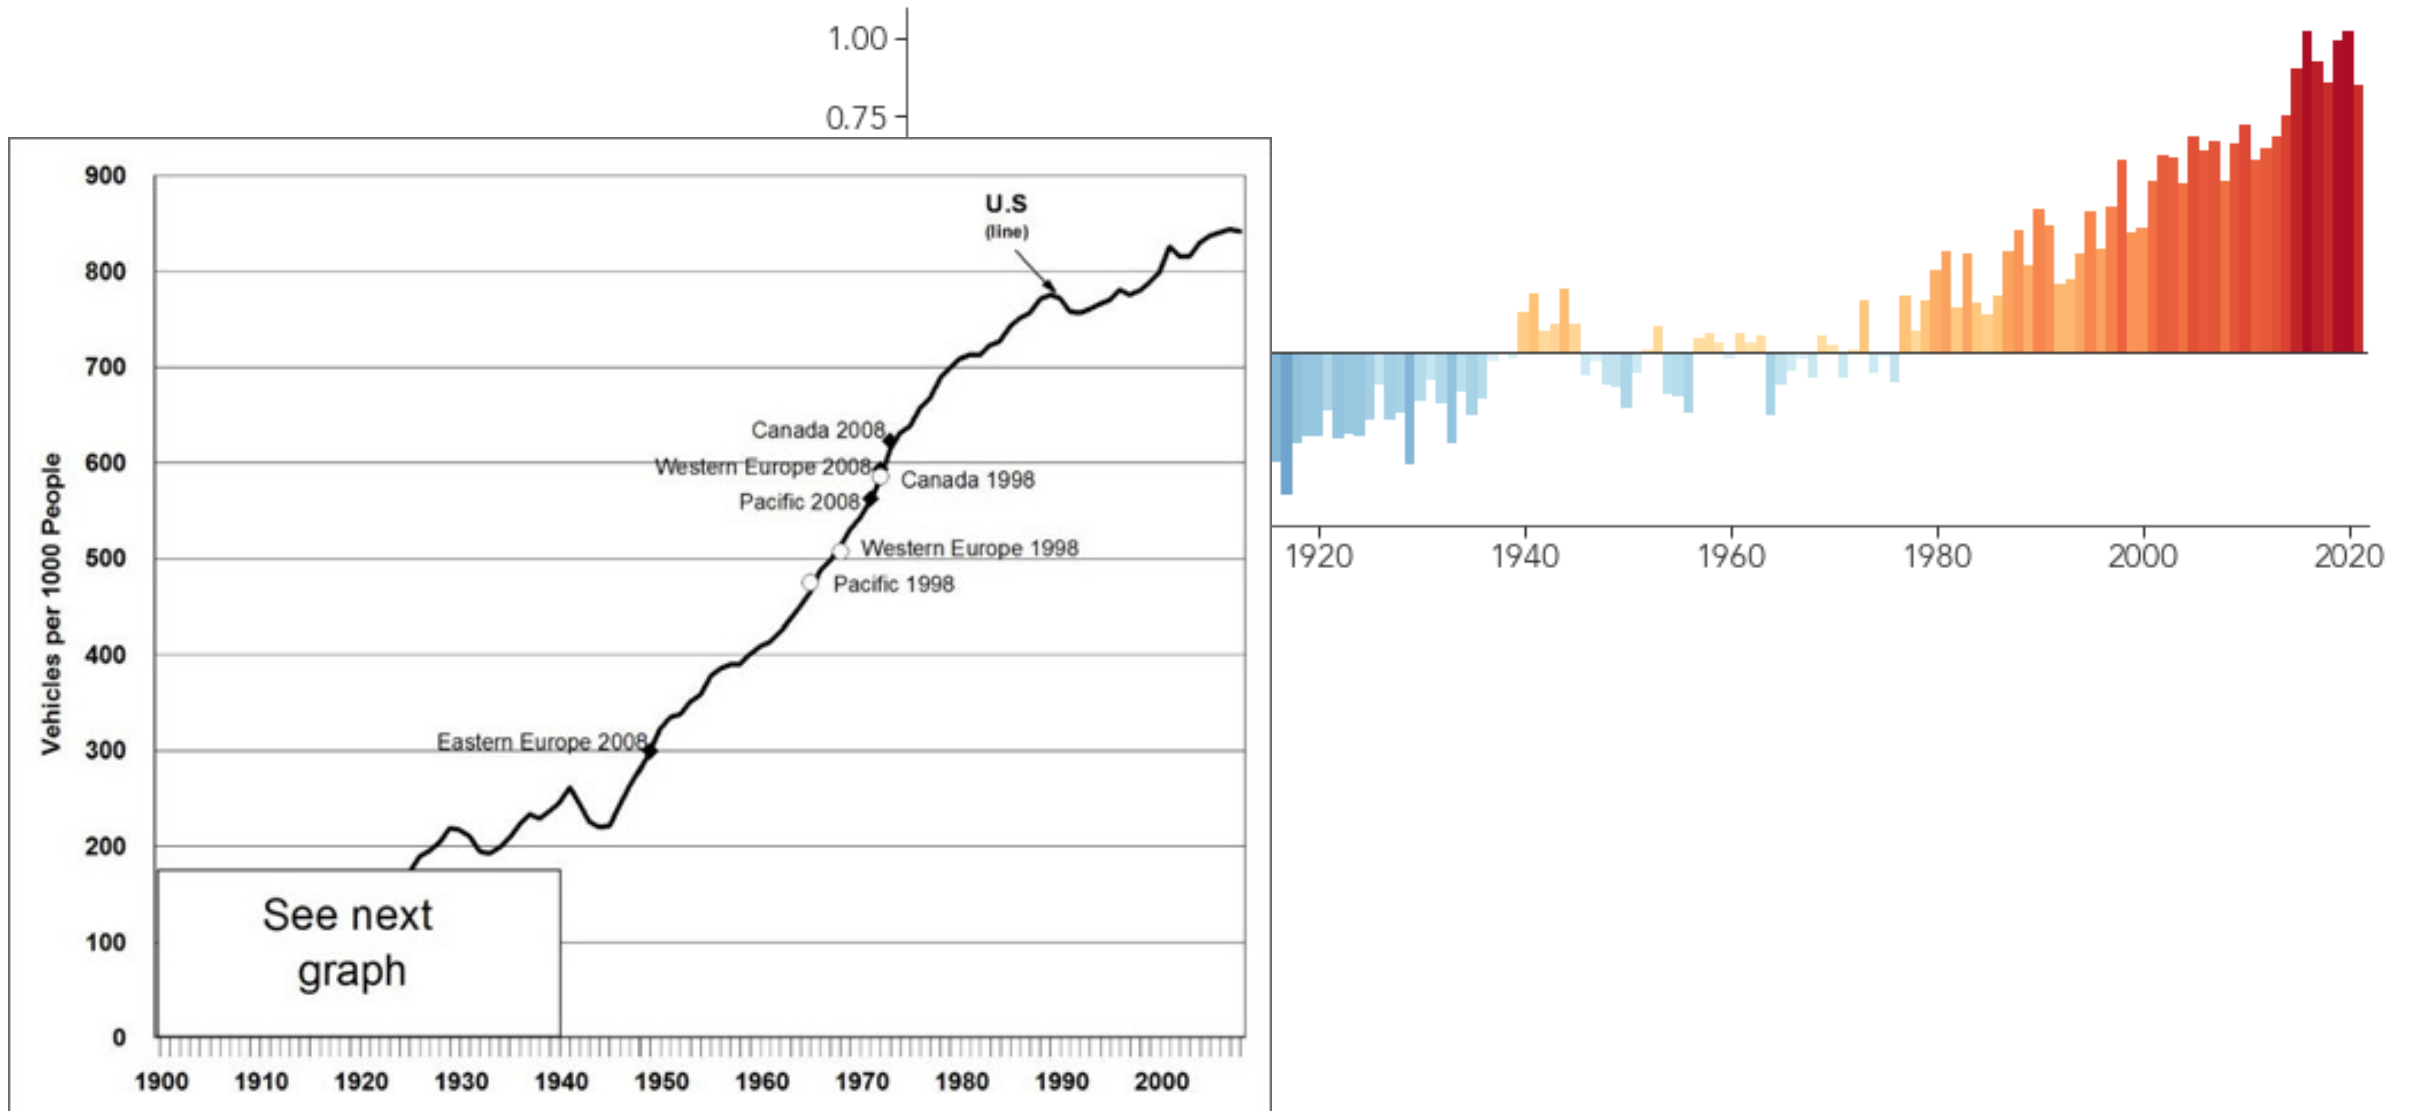 1.00
0.75
900
800
700
600
500
400
300
200
100
0
Vehicles per 1000 People
U.S
(line)
Canada 2008
Western Europe 2008
Canada 1998
Pacific 2008
Western Europe 1998
Pacific 1998
Eastern Europe 2008
See next
graph
1900 1910 1920 1930 1940 1950 1960 1970 1980 1990 2000
1920 1940 1960 1980 2000 2020